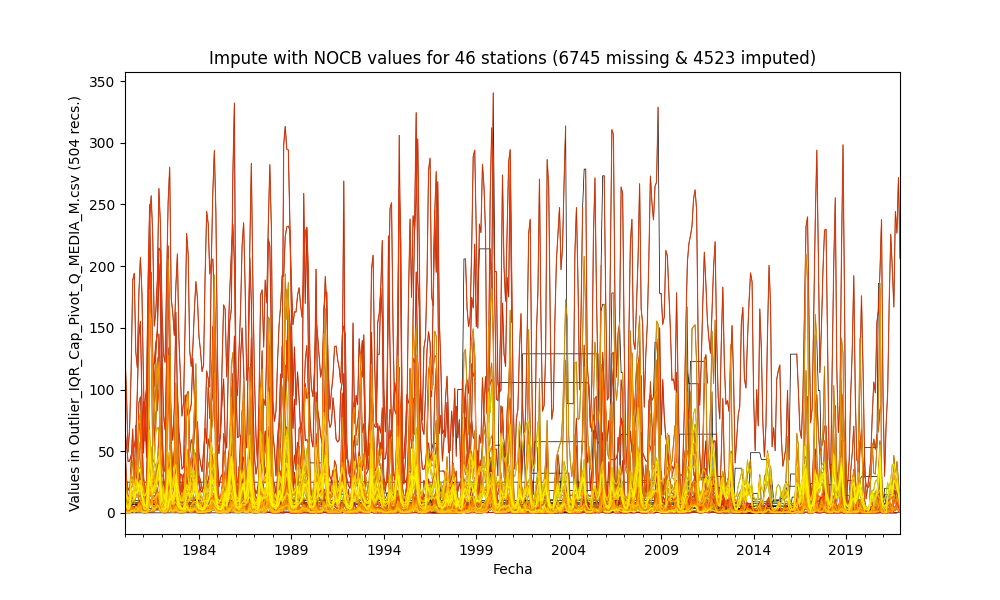 Impute with NOCB values for 46 stations (6745 missing & 4523 imputed)
Values in Outlier_IQR_Cap_Pivot_Q_MEDIA_M.csv (504 recs.)
350
300
250
200
150
100
50
0
1984 1989 1994 1999 2004 2009 2014 2019
Fecha